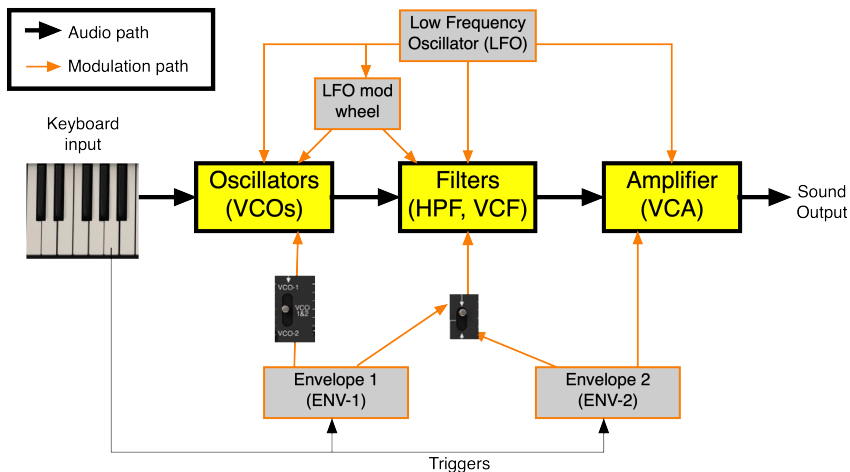 Audio path
Modulation path
Low Frequency
Oscillator (LFO)
LFO mod
wheel
Keyboard
input
Oscillators
(VCOs)
Filters
(HPF, VCF)
Amplifier
(VCA)
Sound
Output
VCO-1
VCO
1&2
VCO-2
Envelope 1
(ENV-1)
Envelope 2
(ENV-2)
Triggers